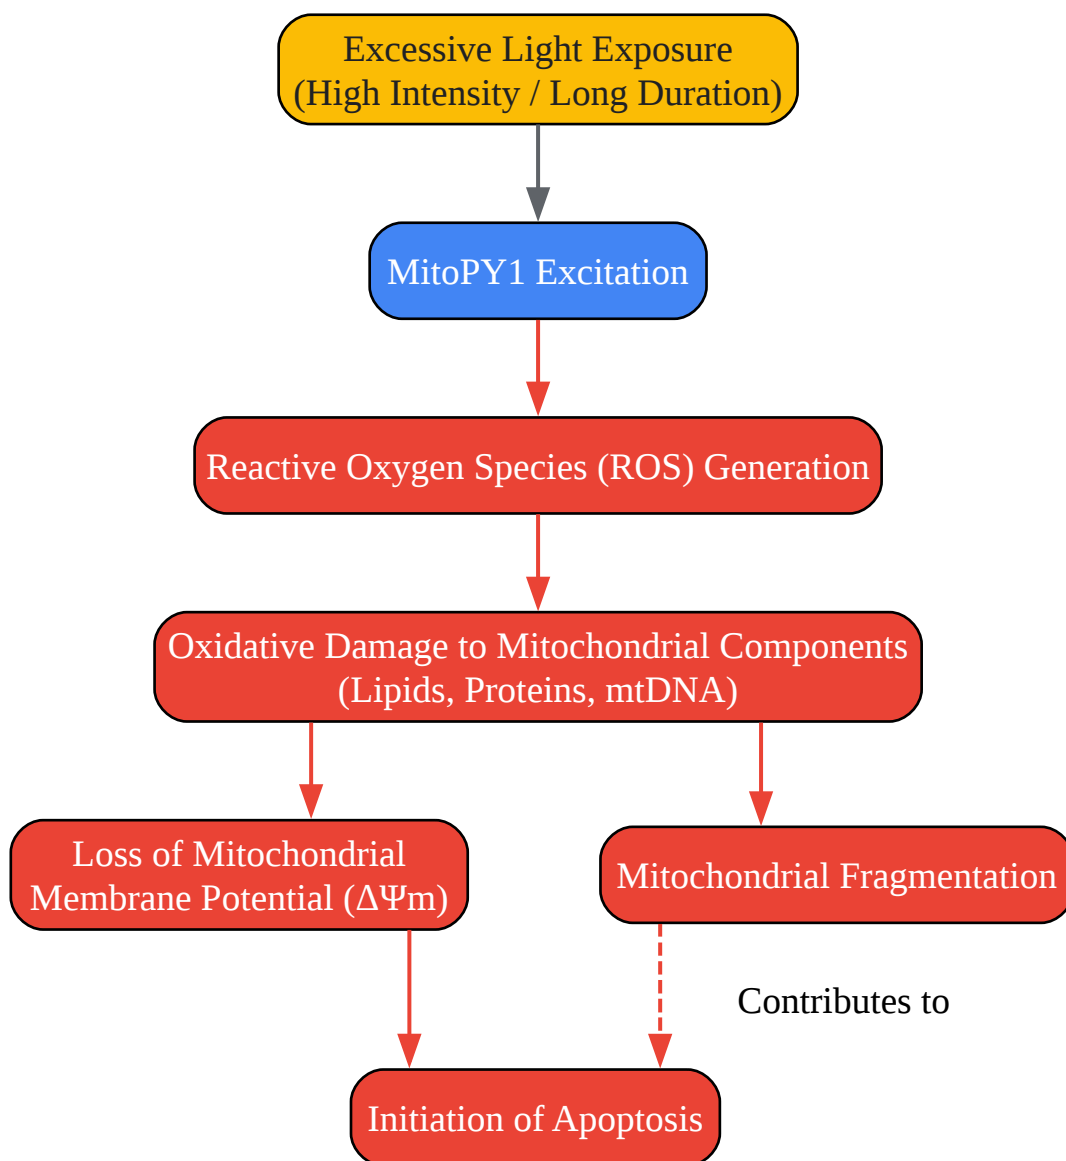 Excessive Light Exposure
(High Intensity / Long Duration)
MitoPY1 Excitation
Reactive Oxygen Species (ROS) Generation
Oxidative Damage to Mitochondrial Components
(Lipids, Proteins, mtDNA)
Loss of Mitochondrial
Membrane Potential (ΔΨm)
Mitochondrial Fragmentation
Contributes to
Initiation of Apoptosis